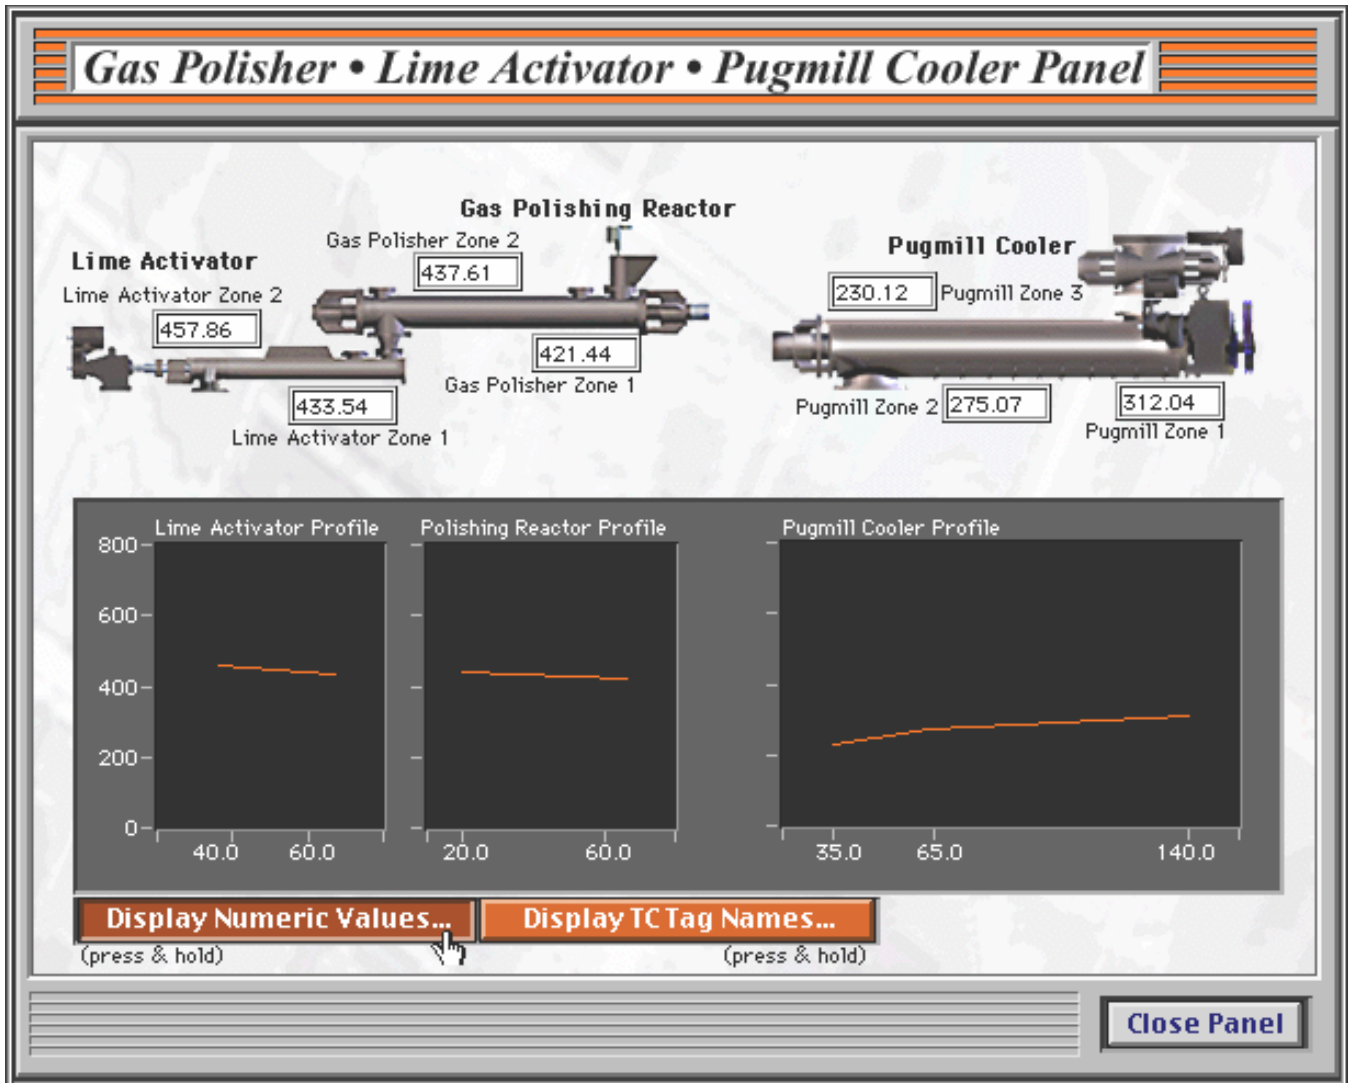 Gas Polisher • Lime Activator • Pugmill Cooler Panel
Gas Polishing Reactor
Gas Polisher Zone 2
437.61
Lime Activator
Lime Activator Zone 2
457.86
Pugmill Cooler
230.12 Pugmill Zone 3
421.44
Gas Polisher Zone 1
433.54
Lime Activator Zone 1
Pugmill Zone 2 275.07
312.04
Pugmill Zone 1
Lime Activator Profile
Polishing Reactor Profile
Pugmill Cooler Profile
800
600
400
200
0
40.0 60.0
20.0 60.0
35.0 65.0 140.0
Display Numeric Values...
Display TC Tag Names...
(press & hold)
(press & hold)
Close Panel